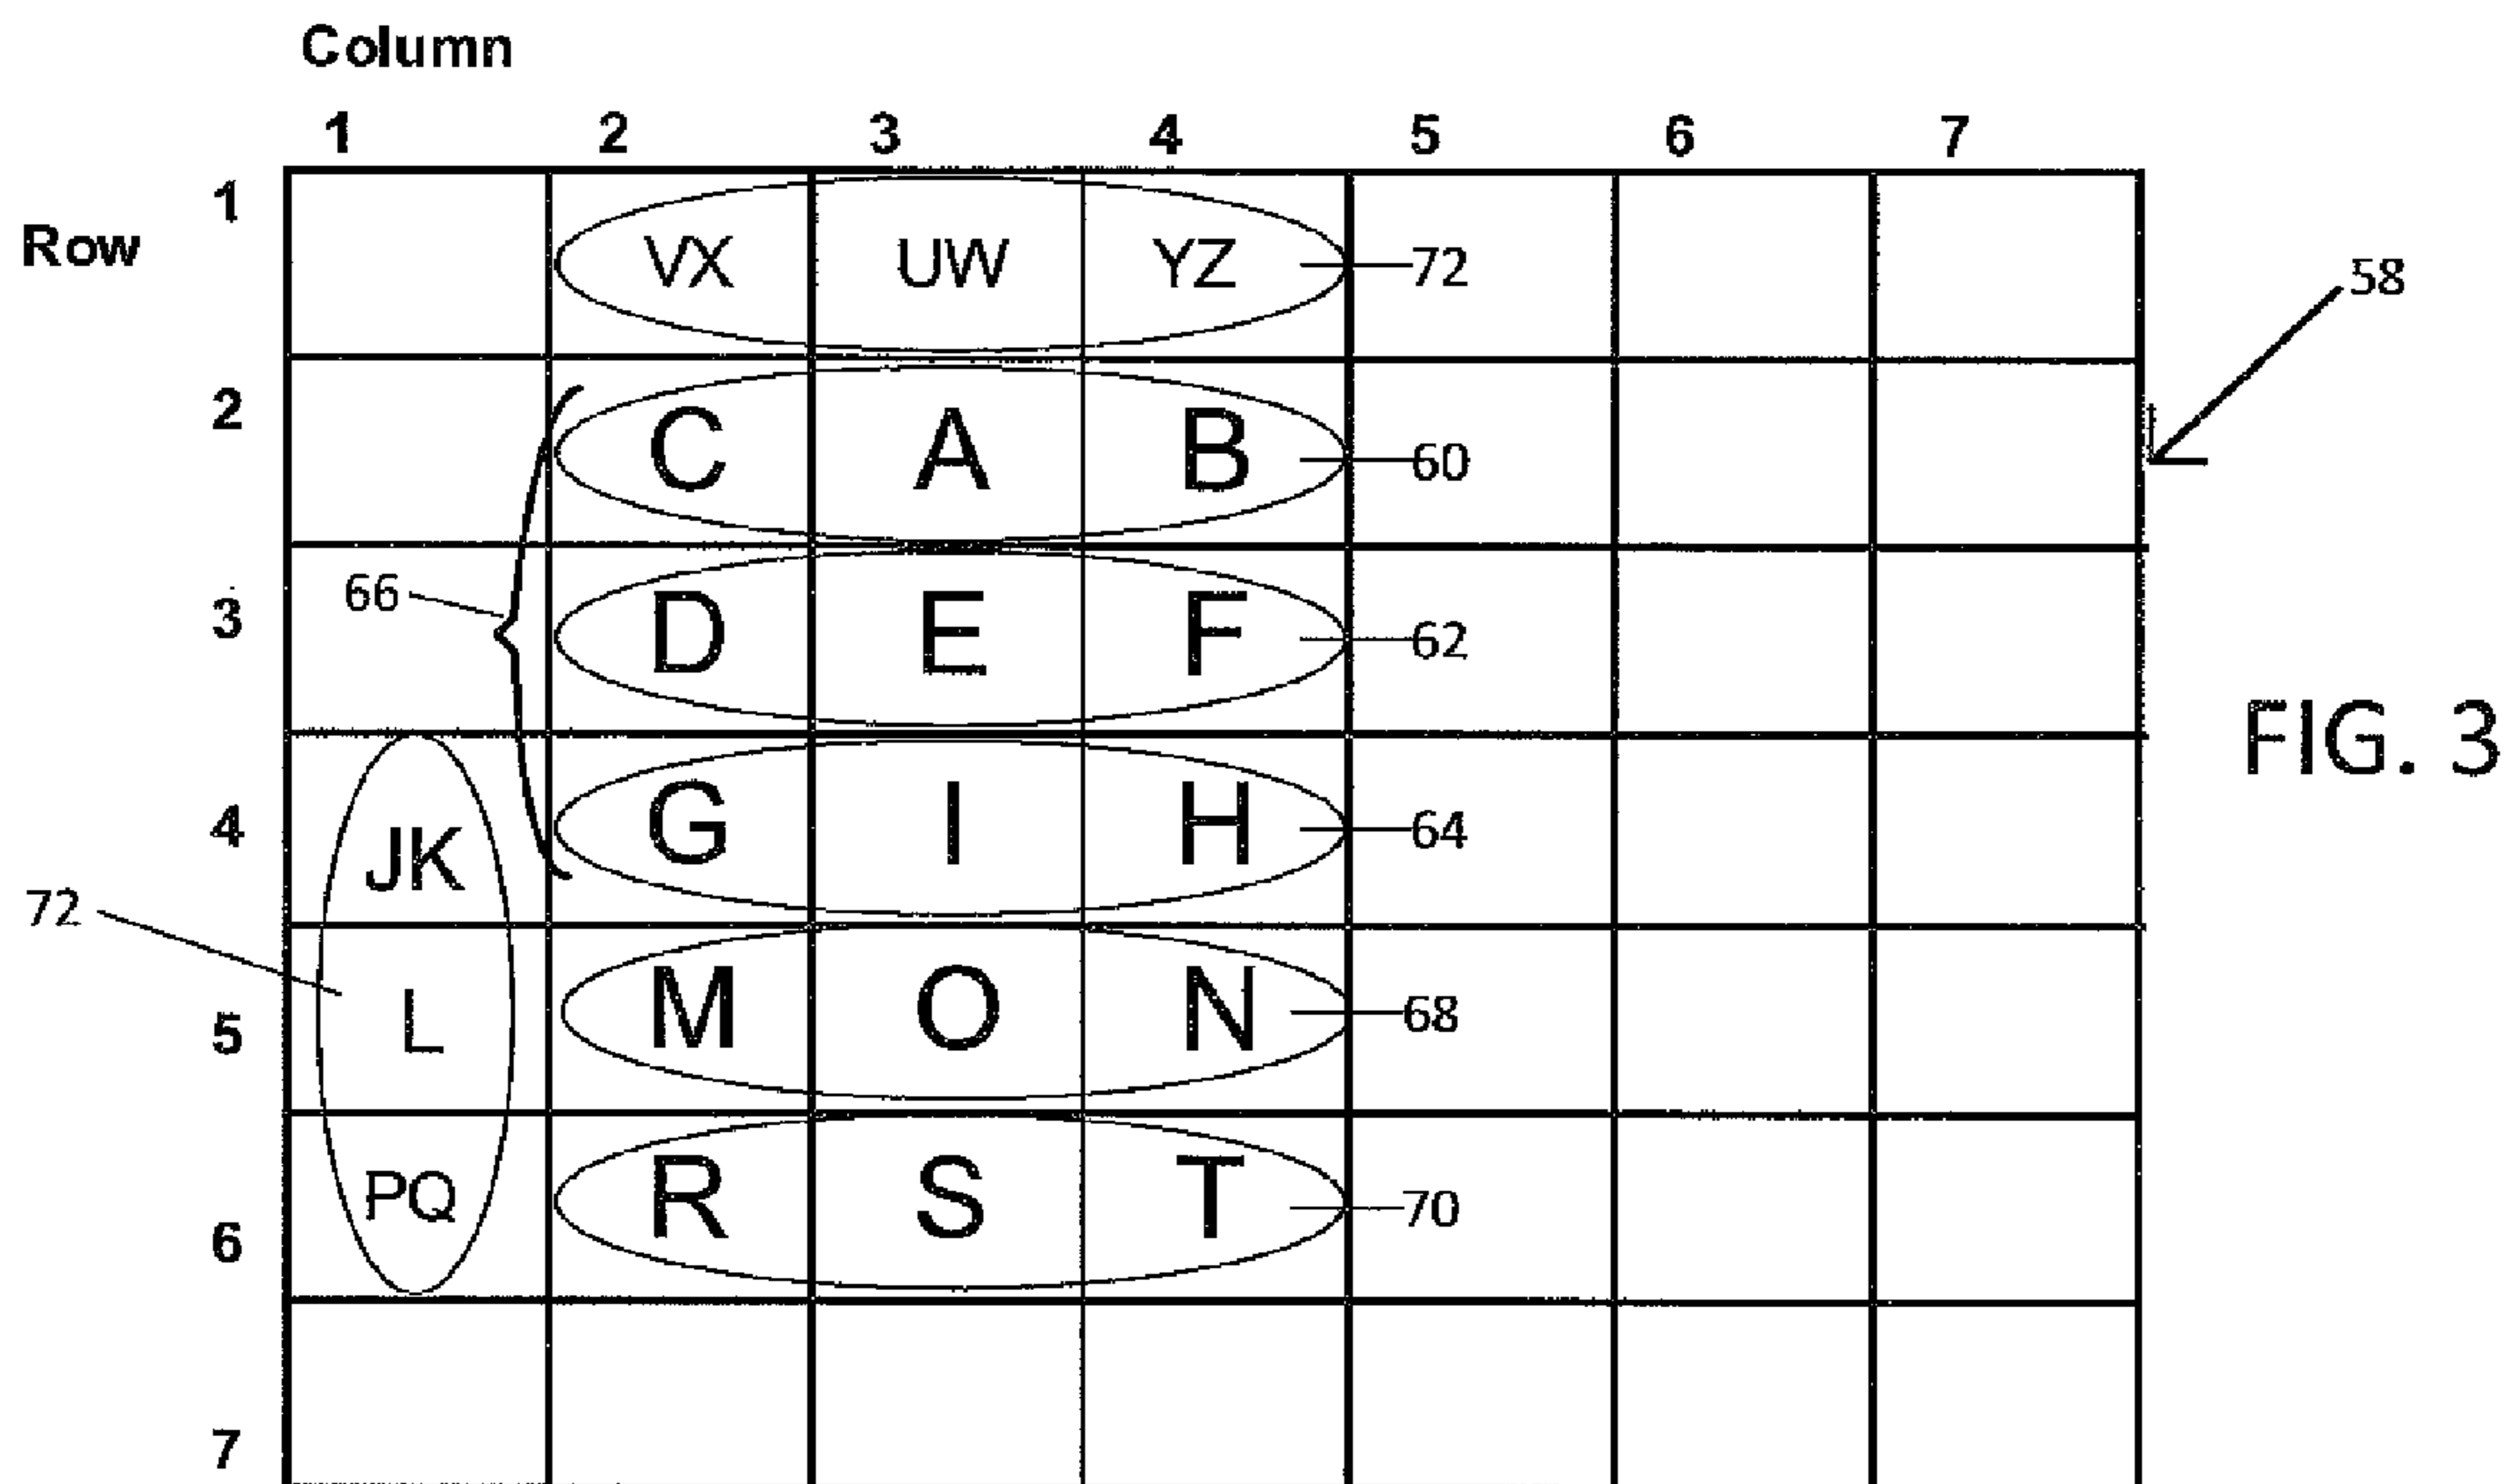 Column
1 2 3 4 5 6 7
1
Row
VX UW YZ 72
58
2
C A B 60
3
66
D E F 62
FIG. 3
4
JK
G I H 64
72
5
L
M O N 68
6
PQ
R S T 70
7